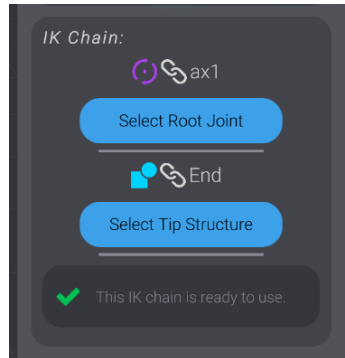 IK Chain:
ax1
Select Root Joint
End
Select Tip Structure
This IK chain is ready to use.